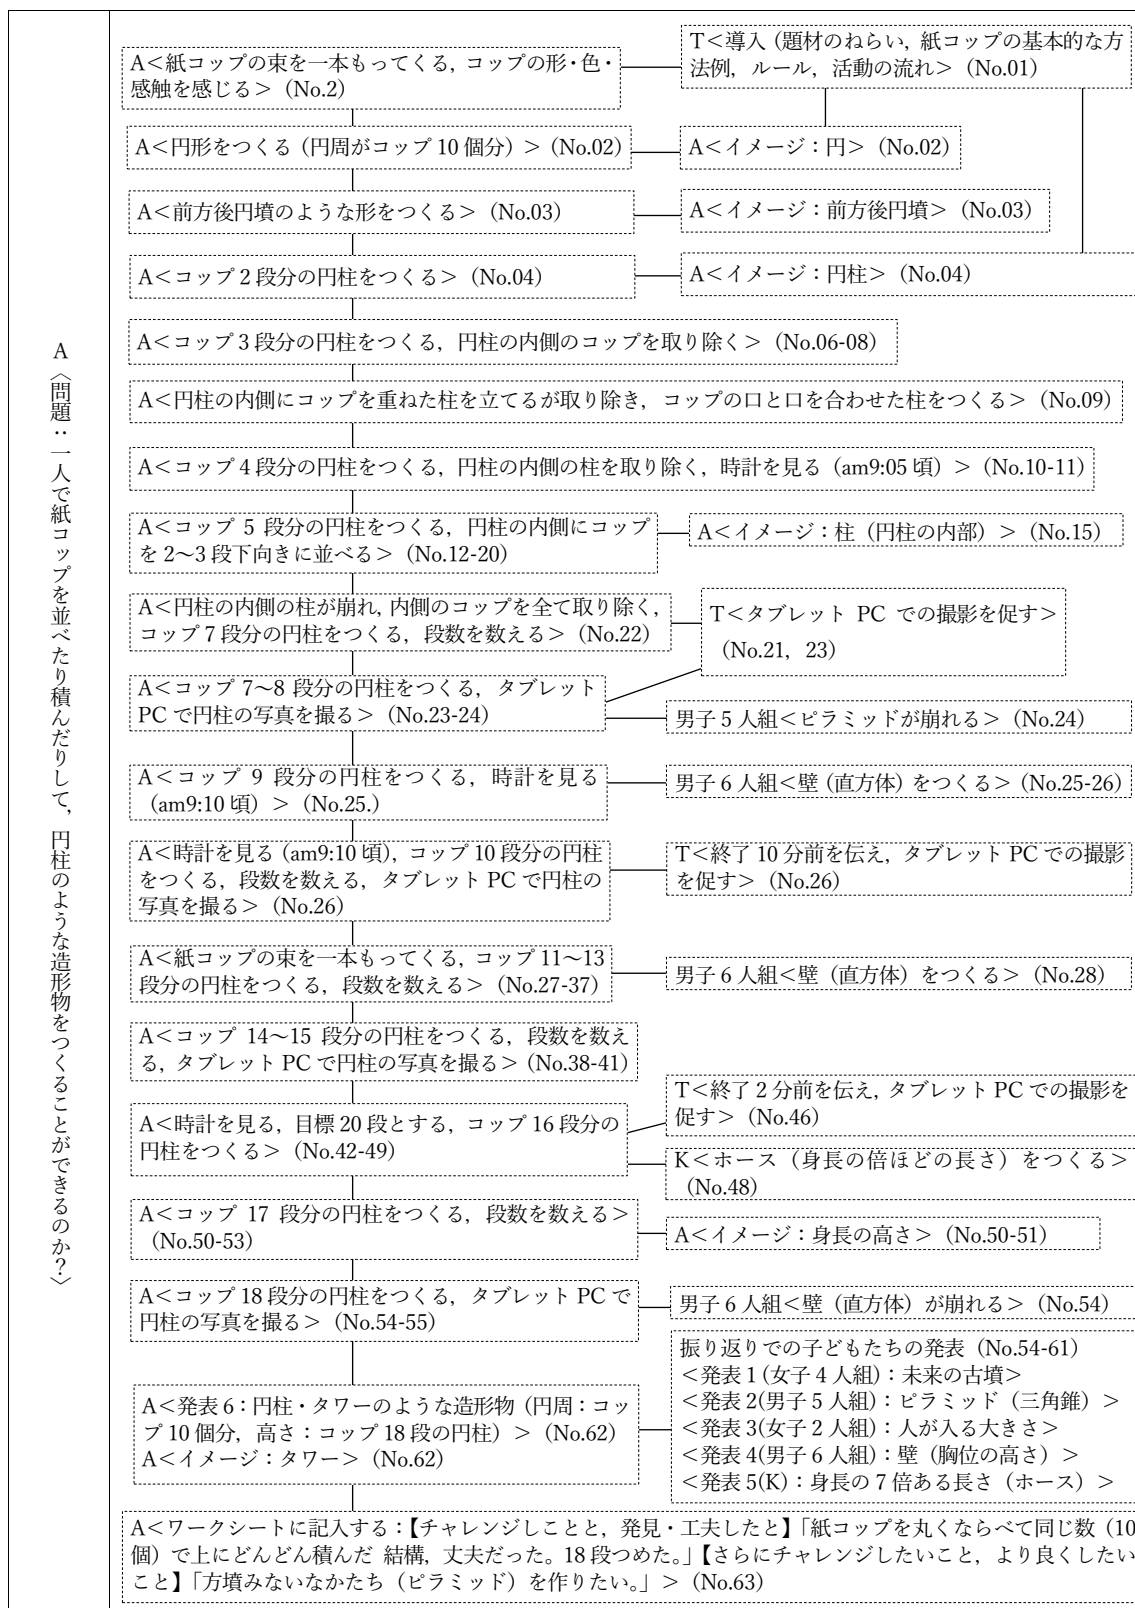 A〈問題：一人で紙コップを並べたり積んだりして，円柱のような造形物をつくることができるのか？〉
A＜紙コップの束を一本もってくる，コップの形・色・
感触を感じる＞（No.2）
T＜導入（題材のねらい，紙コップの基本的な方
法例，ルール，活動の流れ＞（No.01）
A＜円形をつくる（円周がコップ 10 個分）＞（No.02）
A＜イメージ：円＞（No.02）
A＜前方後円墳のような形をつくる＞（No.03）
A＜イメージ：前方後円墳＞（No.03）
A＜コップ 2 段分の円柱をつくる＞（No.04）
A＜イメージ：円柱＞（No.04）
A＜コップ 3 段分の円柱をつくる，円柱の内側のコップを取り除く＞（No.06-08）
A＜円柱の内側にコップを重ねた柱を立てるが取り除き，コップの口と口を合わせた柱をつくる＞（No.09）
A＜コップ 4 段分の円柱をつくる，円柱の内側の柱を取り除く，時計を見る（am9:05 頃）＞（No.10-11）
A＜コップ 5 段分の円柱をつくる，円柱の内側にコップ
を 2～3 段下向きに並べる＞（No.12-20）
A＜イメージ：柱（円柱の内部）＞（No.15）
A＜円柱の内側の柱が崩れ，内側のコップを全て取り除く，
コップ 7 段分の円柱をつくる，段数を数える＞（No.22）
T＜タブレット PC での撮影を促す＞
（No.21，23）
A＜コップ 7～8 段分の円柱をつくる，タブレット
PC で円柱の写真を撮る＞（No.23-24）
男子 5 人組＜ピラミッドが崩れる＞（No.24）
A＜コップ 9 段分の円柱をつくる，時計を見る
（am9:10 頃）＞（No.25.）
男子 6 人組＜壁（直方体）をつくる＞（No.25-26）
A＜時計を見る（am9:10 頃），コップ 10 段分の円柱
をつくる，段数を数える，タブレット PC で円柱の
写真を撮る＞（No.26）
T＜終了 10 分前を伝え，タブレット PC での撮影
を促す＞（No.26）
A＜紙コップの束を一本もってくる，コップ 11～13
段分の円柱をつくる，段数を数える＞（No.27-37）
男子 6 人組＜壁（直方体）をつくる＞（No.28）
A＜コップ 14～15 段分の円柱をつくる，段数を数え
る，タブレット PC で円柱の写真を撮る＞（No.38-41）
A＜時計を見る，目標 20 段とする，コップ 16 段分の
円柱をつくる＞（No.42-49）
T＜終了 2 分前を伝え，タブレット PC での撮影を
促す＞（No.46）
K＜ホース（身長の倍ほどの長さ）をつくる＞
（No.48）
A＜コップ 17 段分の円柱をつくる，段数を数える＞
（No.50-53）
A＜イメージ：身長の高さ＞（No.50-51）
A＜コップ 18 段分の円柱をつくる，タブレット PC で
円柱の写真を撮る＞（No.54-55）
男子 6 人組＜壁（直方体）が崩れる＞（No.54）
A＜発表 6：円柱・タワーのような造形物（円周：コッ
プ 10 個分，高さ：コップ 18 段の円柱）＞（No.62）
A＜イメージ：タワー＞（No.62）
振り返りでの子どもたちの発表（No.54-61）
＜発表 1（女子 4 人組）：未来の古墳＞
＜発表 2(男子 5 人組)：ピラミッド（三角錐）＞
＜発表 3(女子 2 人組)：人が入る大きさ＞
＜発表 4(男子 6 人組)：壁（胸位の高さ）＞
＜発表 5(K)：身長の 7 倍ある長さ（ホース）＞
A＜ワークシートに記入する：【チャレンジしことと，発見・工夫したと】「紙コップを丸くならべて同じ数（10
個）で上にどんどん積んだ 結構，丈夫だった。18 段つめた。」【さらにチャレンジしたいこと，より良くしたい
こと】「方墳みないなかたち（ピラミッド）を作りたい。」＞（No.63）